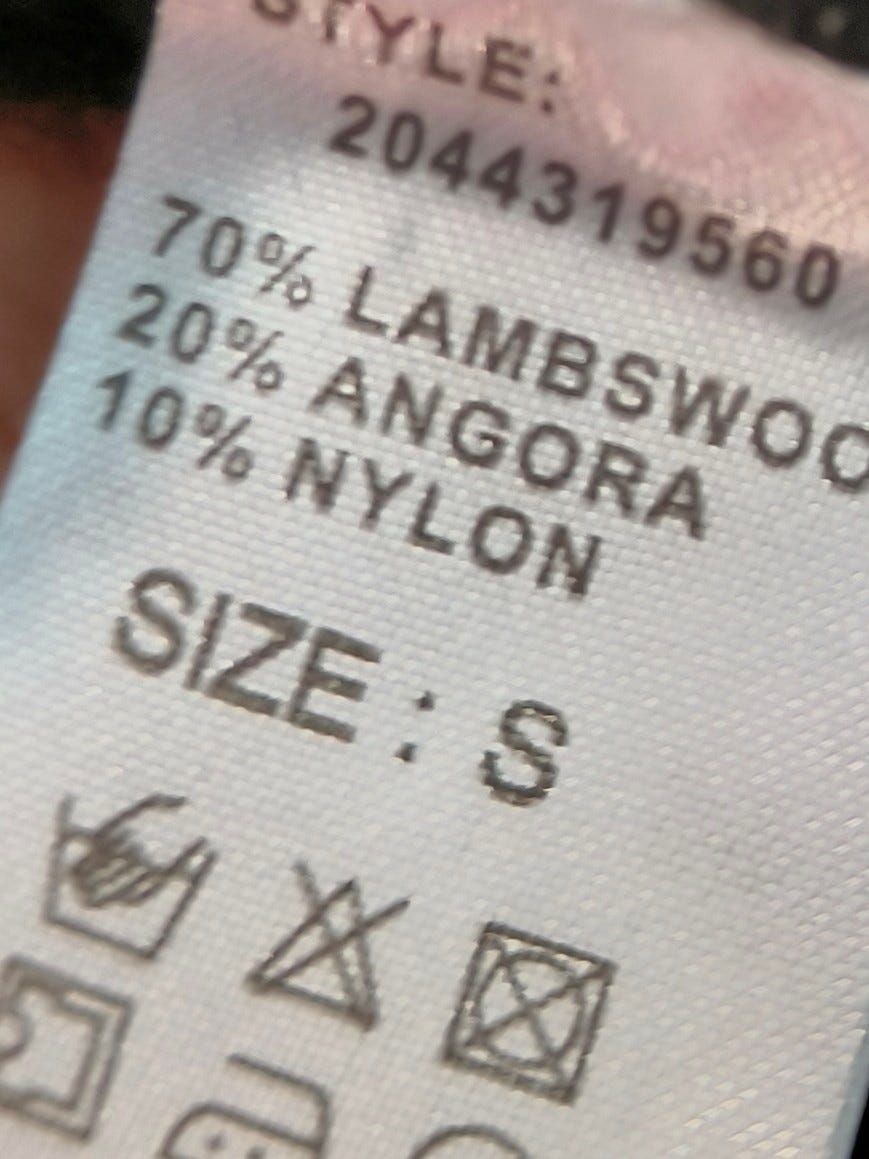 STYLE:
2044319560
70% LAMBSWOO
20% ANGORA
10% NYLON
SIZE : S